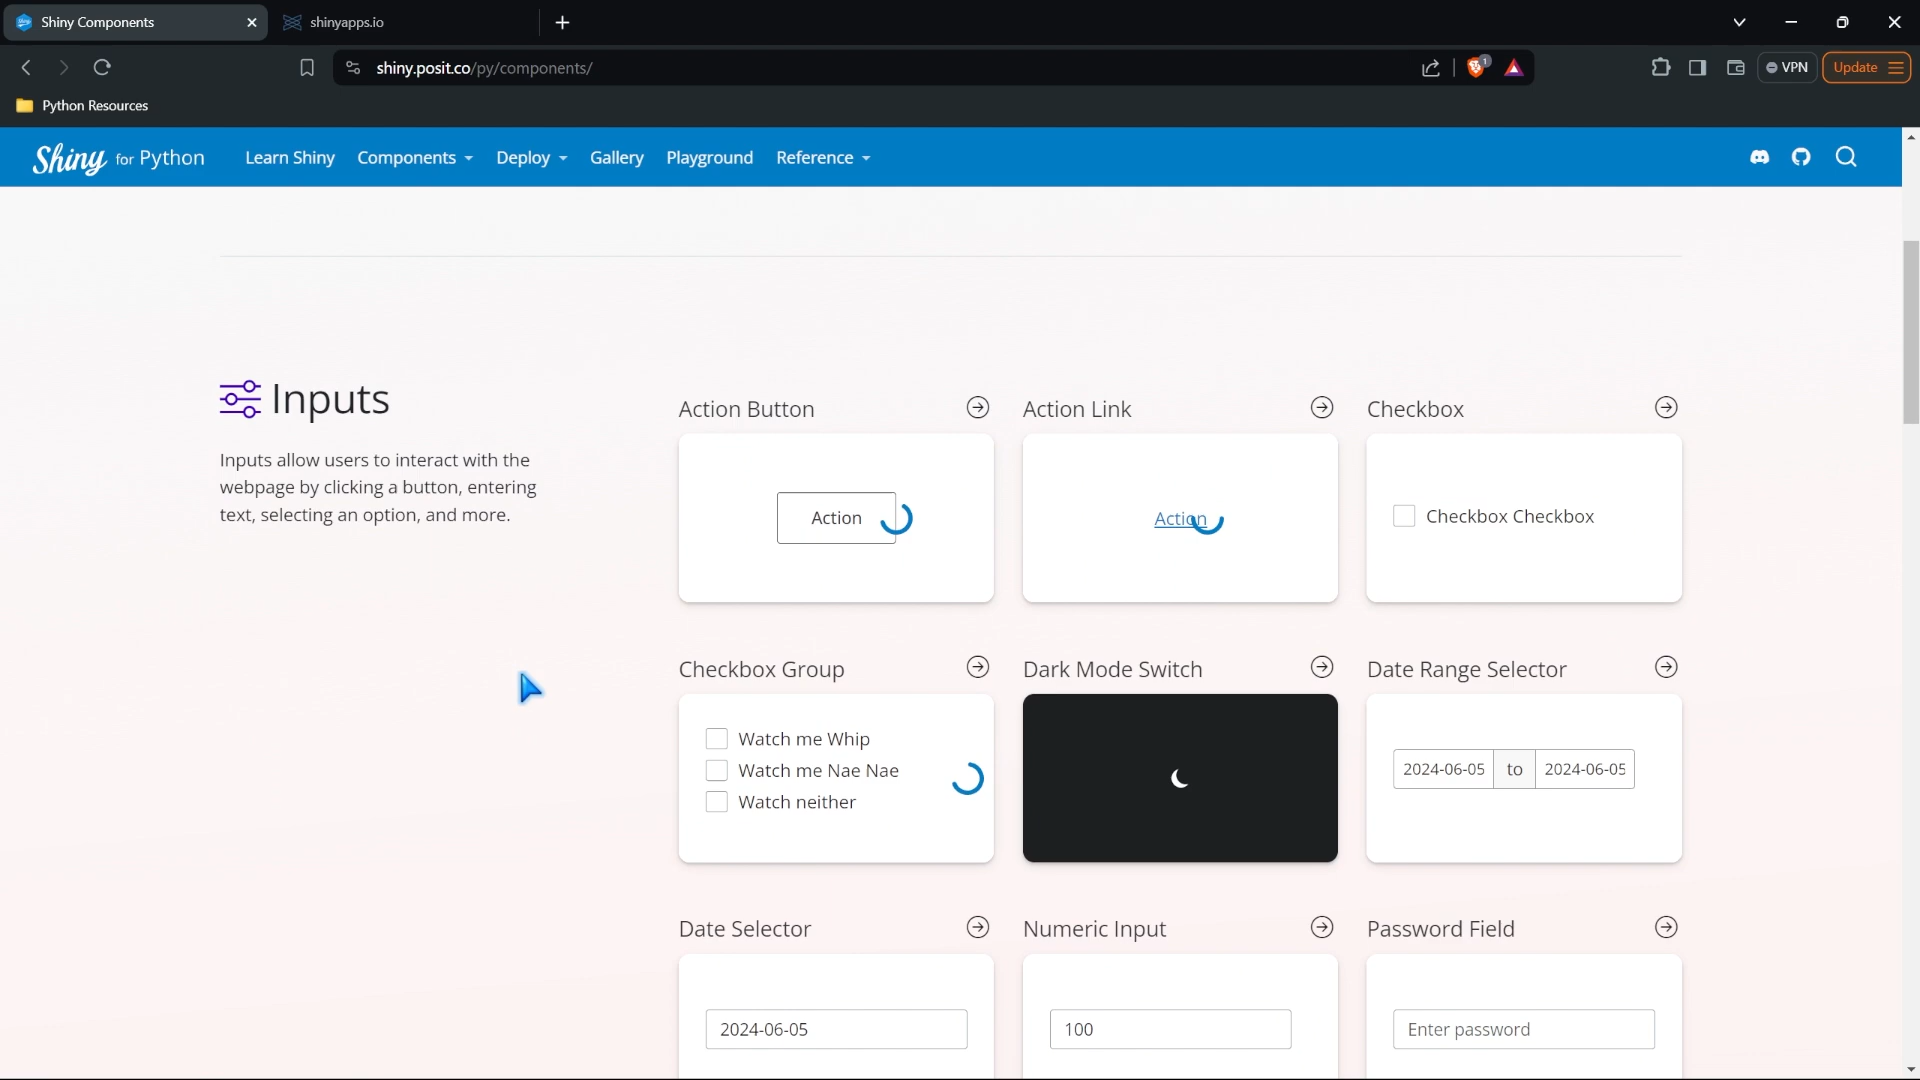 Shiny Components
shinyapps.io
shiny.posit.co/py/components/
1
VPN
Update
Python Resources
Shiny for Python
Learn Shiny
Components
Deploy
Gallery
Playground
Reference
Inputs
Inputs allow users to interact with the
webpage by clicking a button, entering
text, selecting an option, and more.
Action Button
Action Link
Checkbox
Action
Action
Checkbox Checkbox
Checkbox Group
Dark Mode Switch
Date Range Selector
Watch me Whip
Watch me Nae Nae
Watch neither
2024-06-05 to 2024-06-05
Date Selector
Numeric Input
Password Field
2024-06-05
100
Enter password